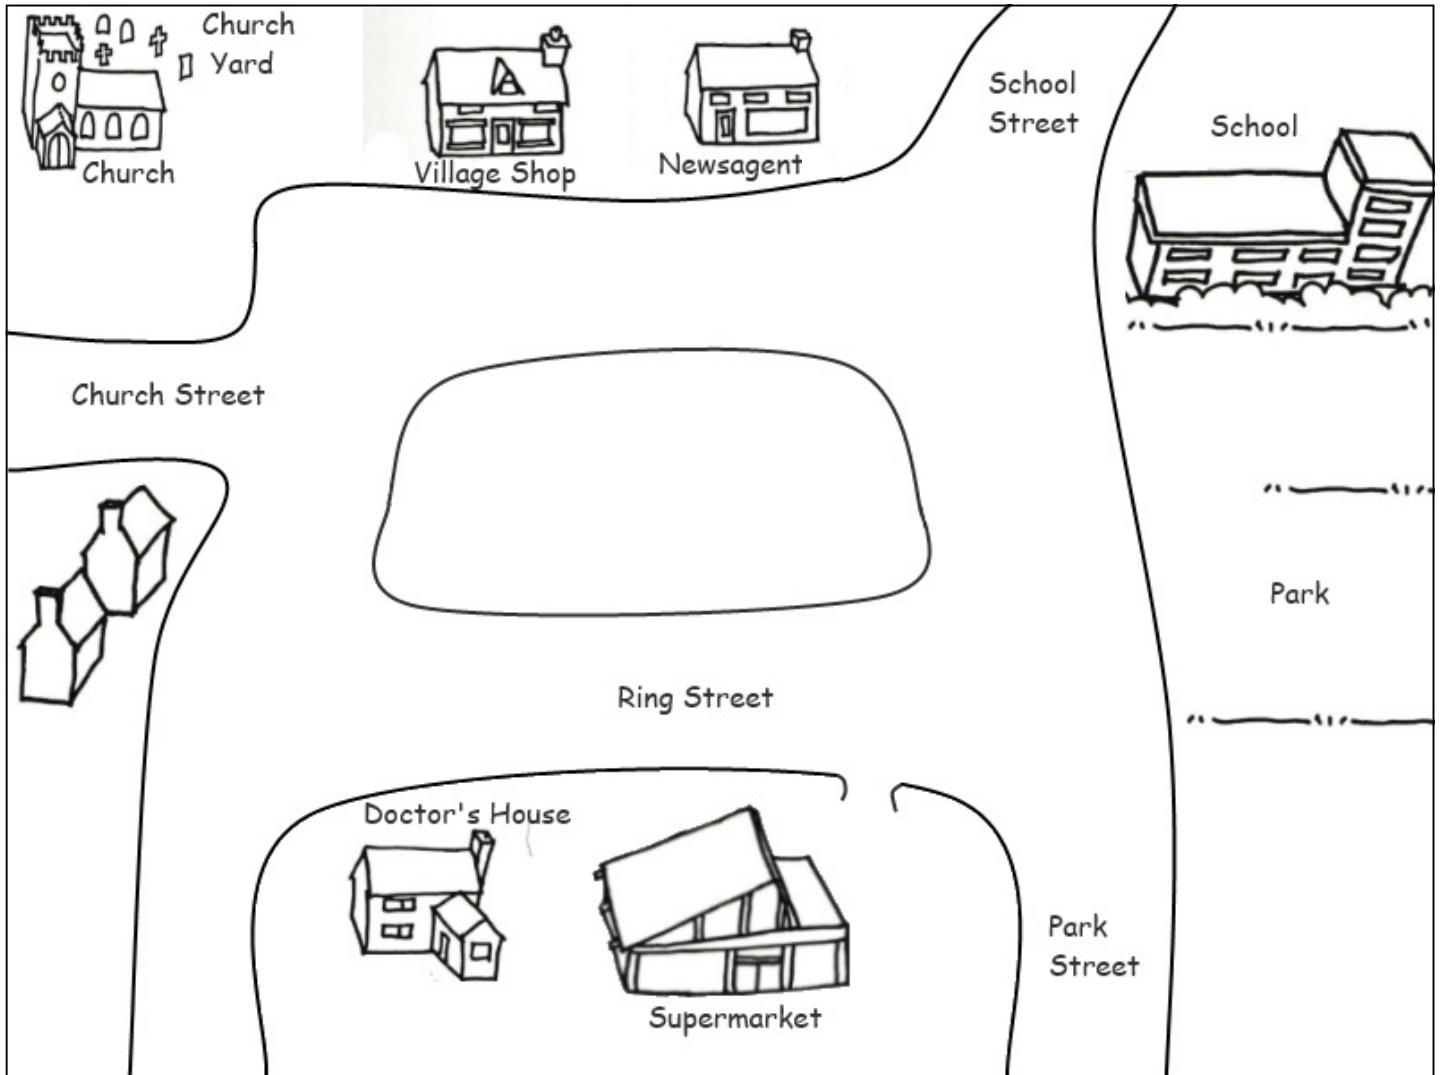 Church
Yard
Church
Village Shop
Newsagent
School
Street
School
Church Street
Park
Ring Street
Doctor's House
Supermarket
Park
Street